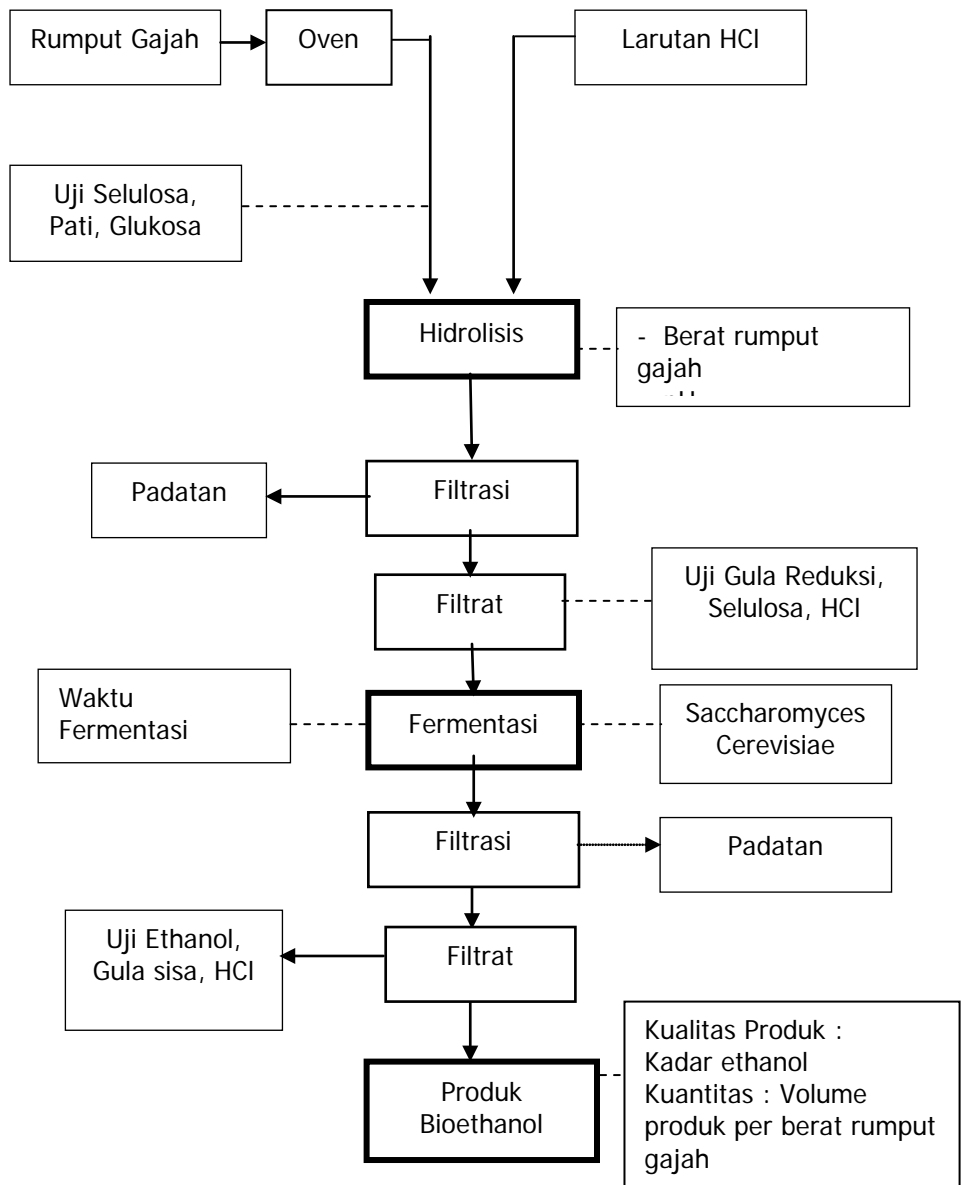 Rumput Gajah
Oven
Larutan HCl
Uji Selulosa,
Pati, Glukosa
Hidrolisis
- Berat rumput
gajah
Padatan
Filtrasi
Filtrat
Uji Gula Reduksi,
Selulosa, HCl
Waktu
Fermentasi
Fermentasi
Saccharomyces
Cerevisiae
Filtrasi
Padatan
Uji Ethanol,
Gula sisa, HCl
Filtrat
Produk
Bioethanol
Kualitas Produk :
Kadar ethanol
Kuantitas : Volume
produk per berat rumput
gajah